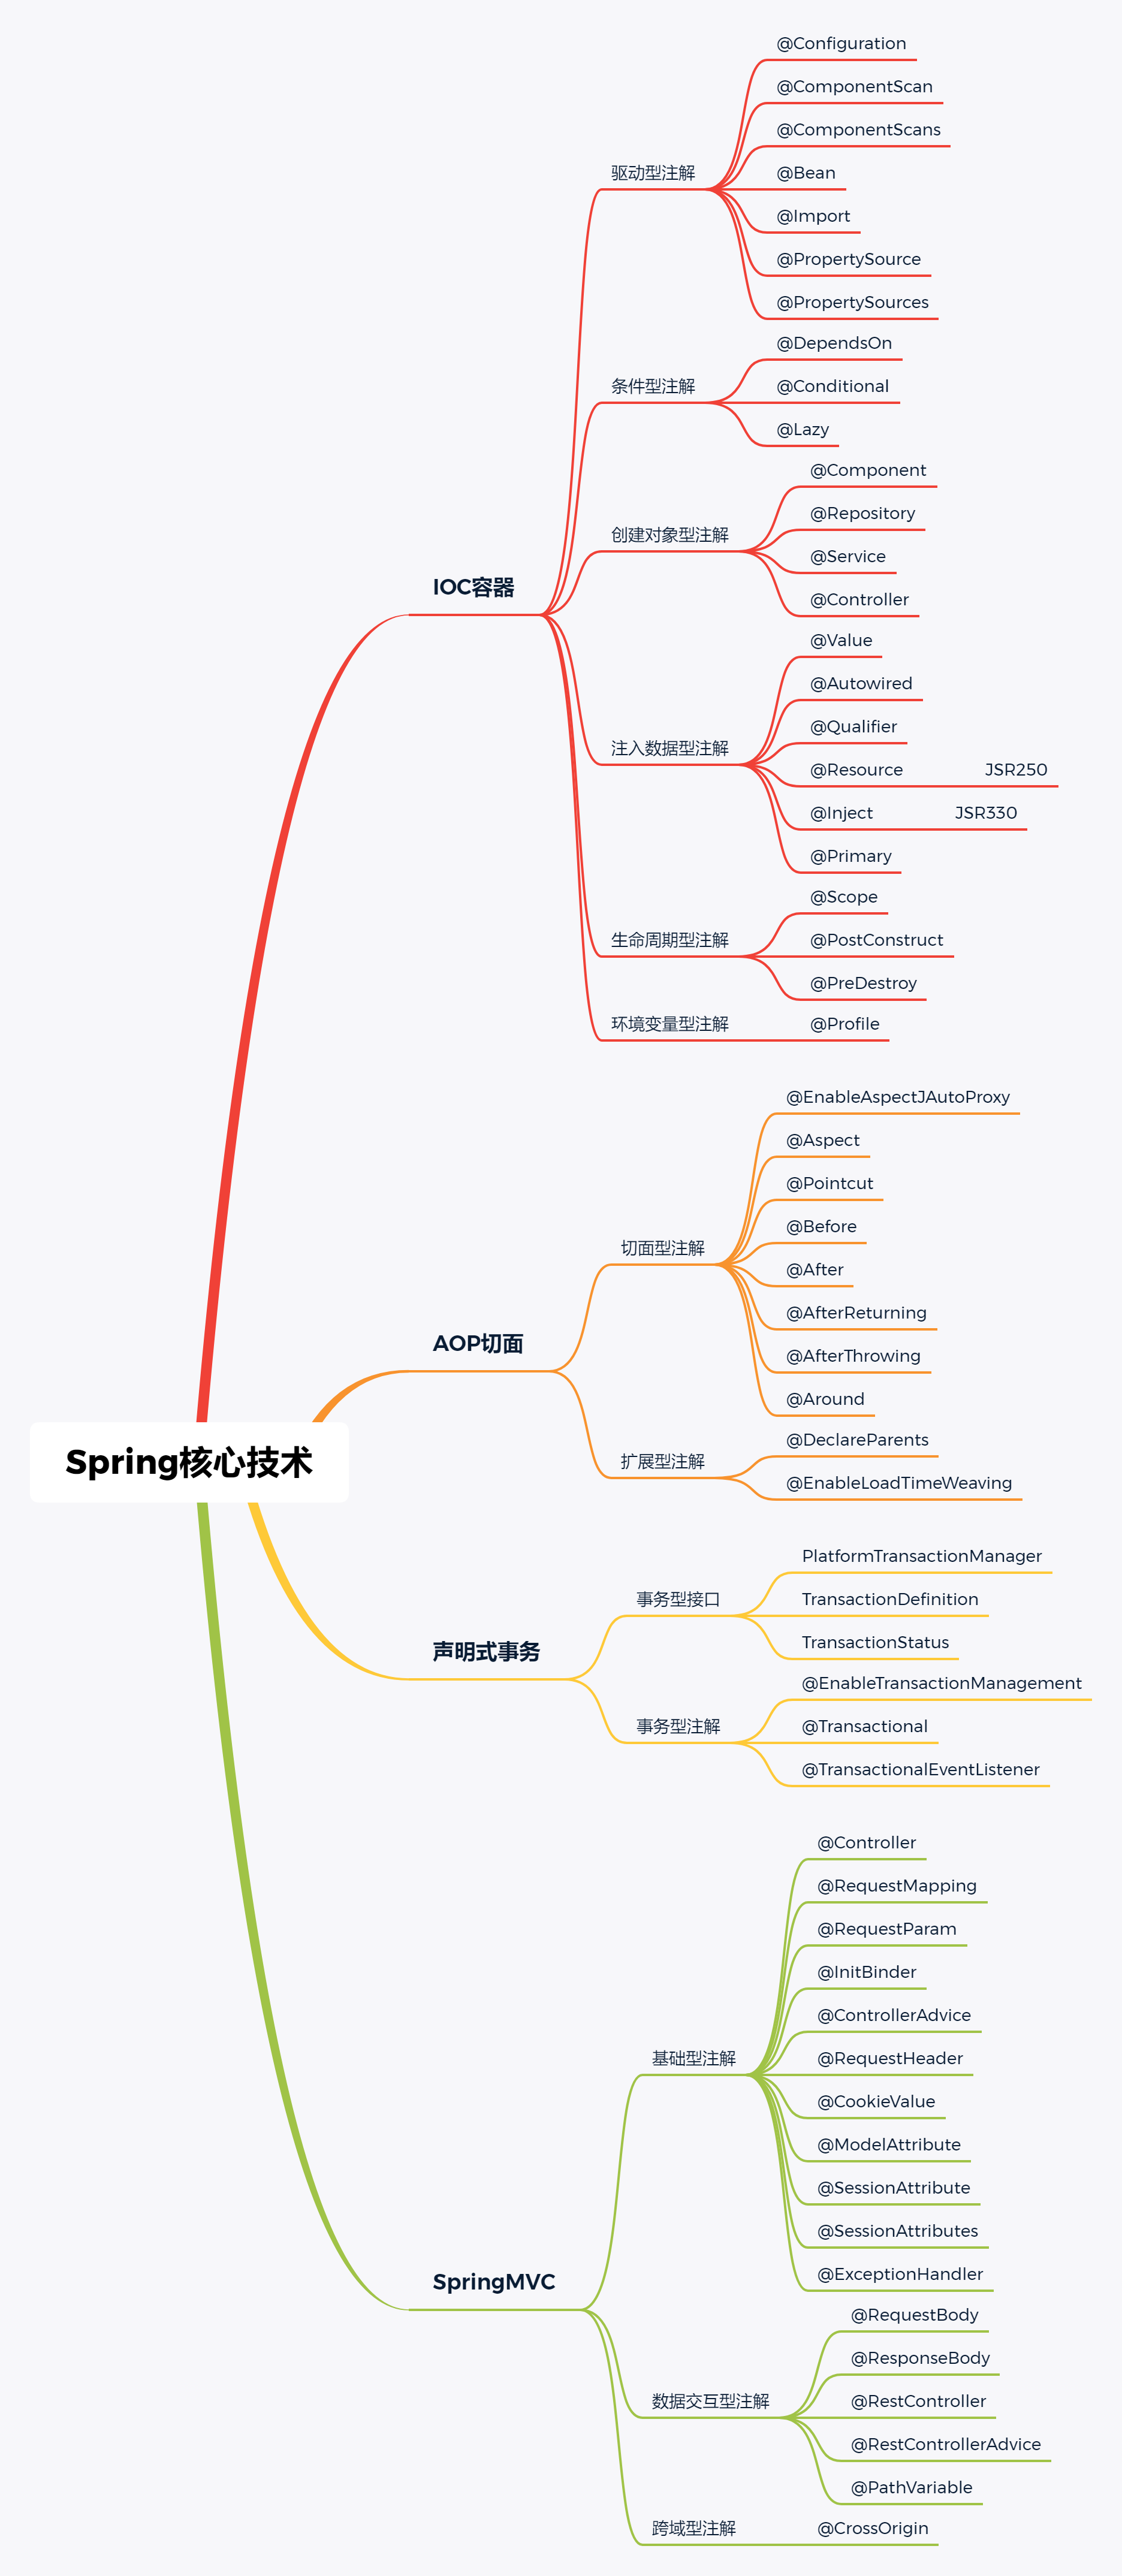 Spring核心技术
IOC容器
驱动型注解
@Configuration
@ComponentScan
@ComponentScans
@Bean
@Import
@PropertySource
@PropertySources
条件型注解
@DependsOn
@Conditional
@Lazy
创建对象型注解
@Component
@Repository
@Service
@Controller
注入数据型注解
@Value
@Autowired
@Qualifier
@Resource JSR250
@Inject JSR330
@Primary
生命周期型注解
@Scope
@PostConstruct
@PreDestroy
环境变量型注解
@Profile
AOP切面
切面型注解
@EnableAspectJAutoProxy
@Aspect
@Pointcut
@Before
@After
@AfterReturning
@AfterThrowing
@Around
扩展型注解
@DeclareParents
@EnableLoadTimeWeaving
声明式事务
事务型接口
PlatformTransactionManager
TransactionDefinition
TransactionStatus
事务型注解
@EnableTransactionManagement
@Transactional
@TransactionalEventListener
SpringMVC
基础型注解
@Controller
@RequestMapping
@RequestParam
@InitBinder
@ControllerAdvice
@RequestHeader
@CookieValue
@ModelAttribute
@SessionAttribute
@SessionAttributes
@ExceptionHandler
数据交互型注解
@RequestBody
@ResponseBody
@RestController
@RestControllerAdvice
@PathVariable
跨域型注解
@CrossOrigin